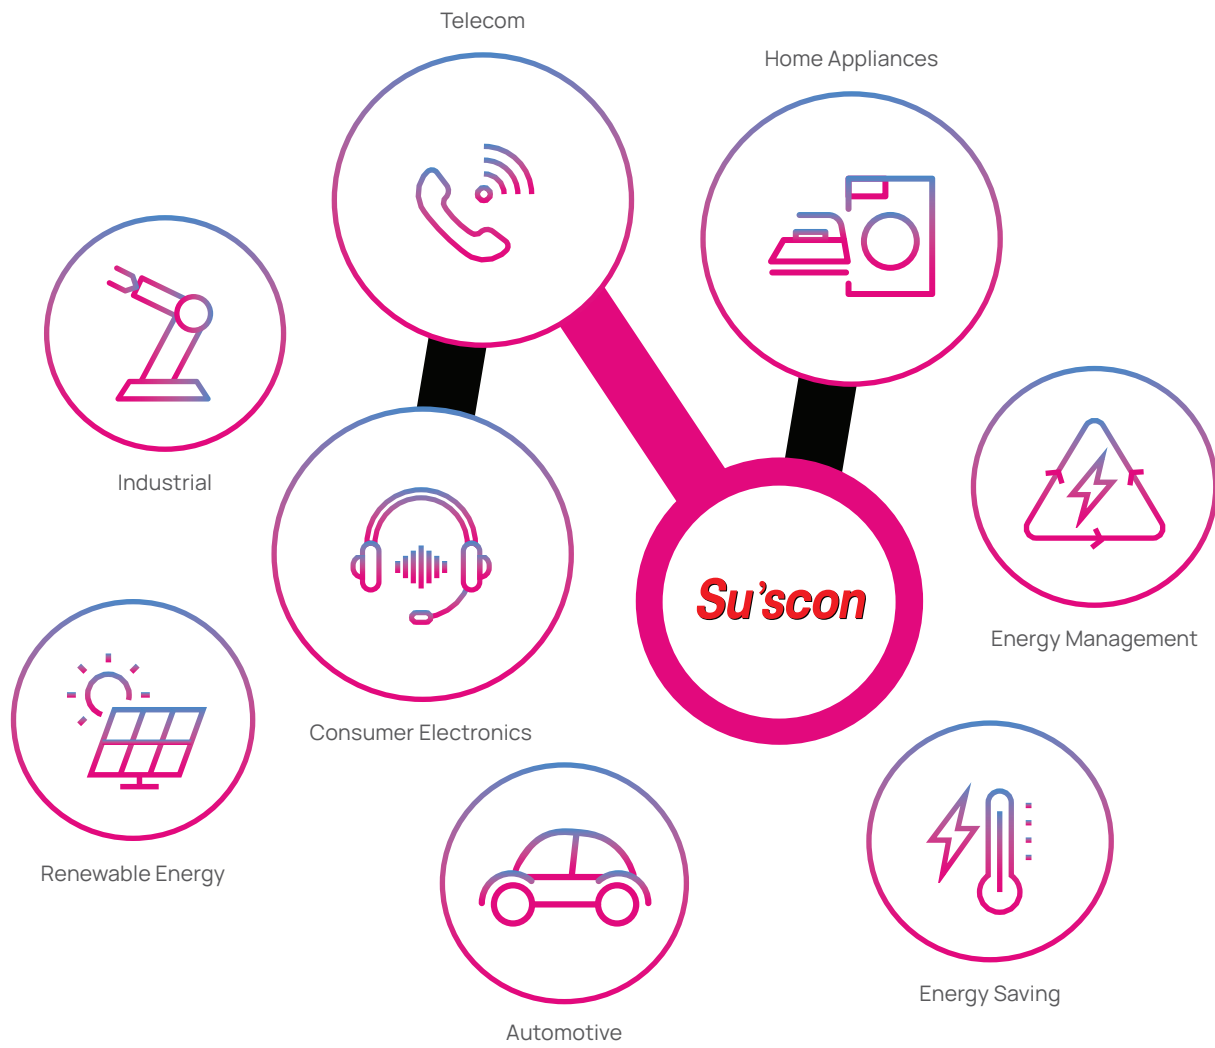 Telecom
Home Appliances
Industrial
Su'scon
Energy Management
Consumer Electronics
Renewable Energy
Energy Saving
Automotive